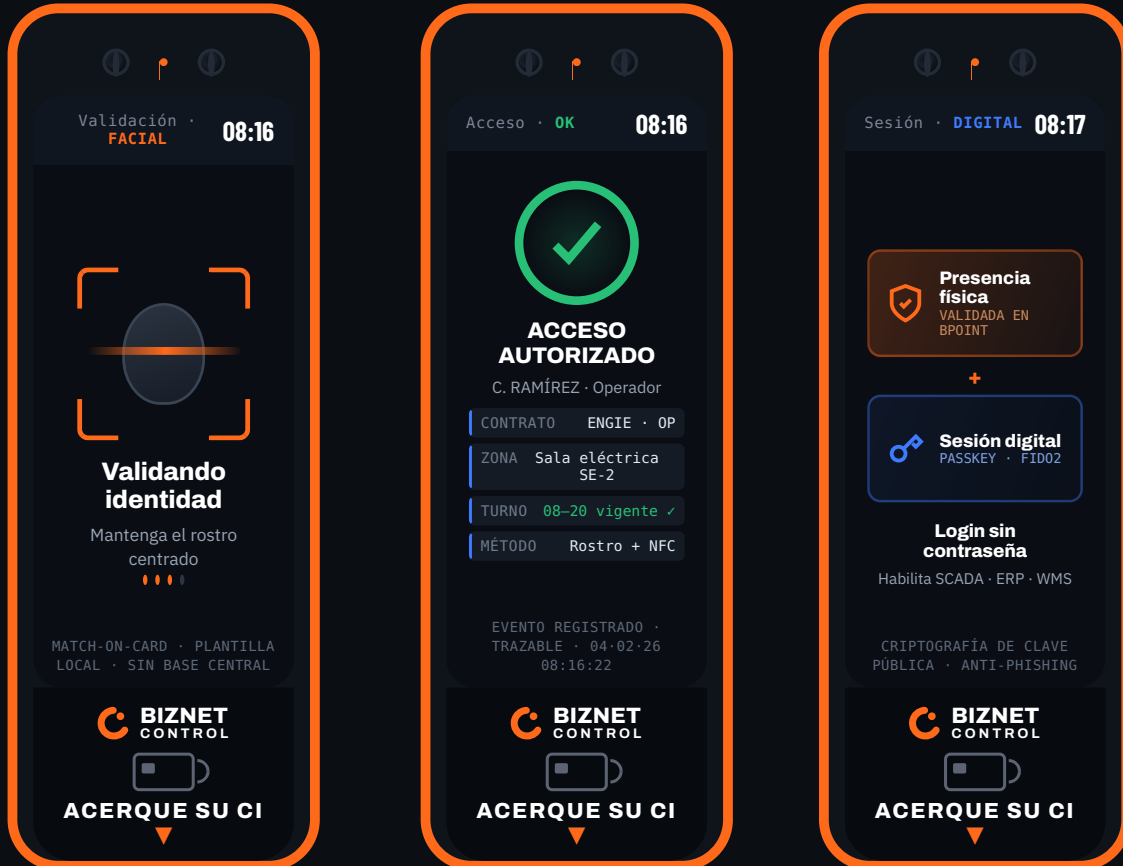 Validación ·
FACIAL
08:16
Validando
identidad
Mantenga el rostro
centrado
MATCH-ON-CARD · PLANTILLA
LOCAL · SIN BASE CENTRAL
BIZNET
CONTROL
ACERQUE SU CI
Acceso · OK
08:16
ACCESO
AUTORIZADO
C. RAMÍREZ · Operador
CONTRATO ENGIE · OP
ZONA Sala eléctrica
SE-2
TURNO 08–20 vigente ✓
MÉTODO Rostro + NFC
EVENTO REGISTRADO ·
TRAZABLE · 04·02·26
08:16:22
BIZNET
CONTROL
ACERQUE SU CI
Sesión · DIGITAL
08:17
Presencia
física
VALIDADA EN
BPOINT
+
Sesión digital
PASSKEY · FIDO2
Login sin
contraseña
Habilita SCADA · ERP · WMS
CRIPTOGRAFÍA DE CLAVE
PÚBLICA · ANTI-PHISHING
BIZNET
CONTROL
ACERQUE SU CI